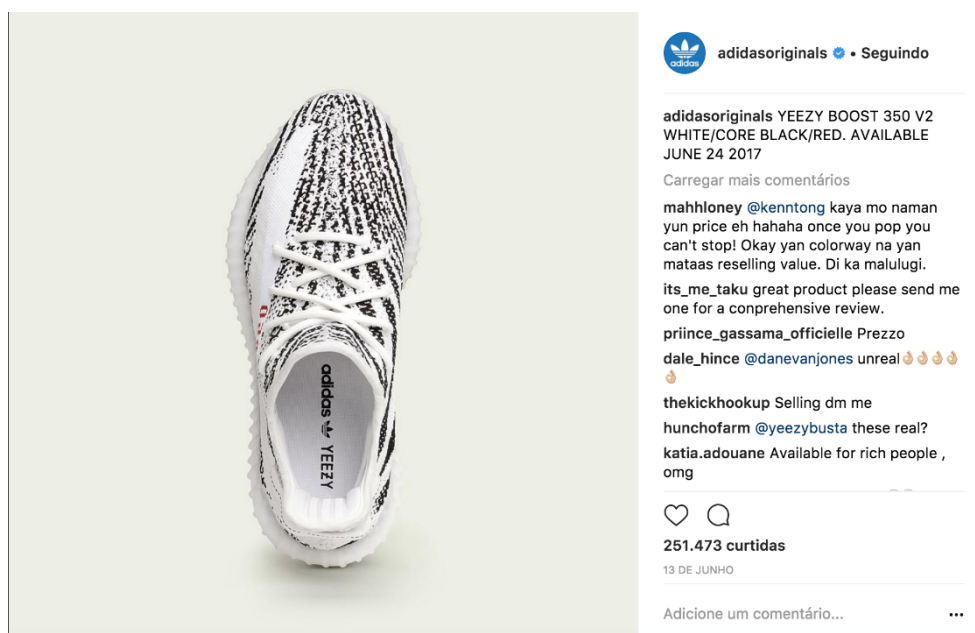 adidas YEEZY
adidas
adidasoriginals • Seguindo
adidasoriginals YEEZY BOOST 350 V2
WHITE/CORE BLACK/RED. AVAILABLE
JUNE 24 2017
Carregar mais comentários
mahhloney @kenntong kaya mo naman
yun price eh hahaha once you pop you
can't stop! Okay yan colorway na yan
mataas reselling value. Di ka malulugi.
its_me_taku great product please send me
one for a conprehensive review.
priince_gassama_officielle Prezzo
dale_hince @danevanjones unreal👌🏼👌🏼👌🏼👌🏼
👌🏼
thekickhookup Selling dm me
hunchofarm @yeezybusta these real?
katia.adouane Available for rich people ,
omg
251.473 curtidas
13 DE JUNHO
Adicione um comentário...